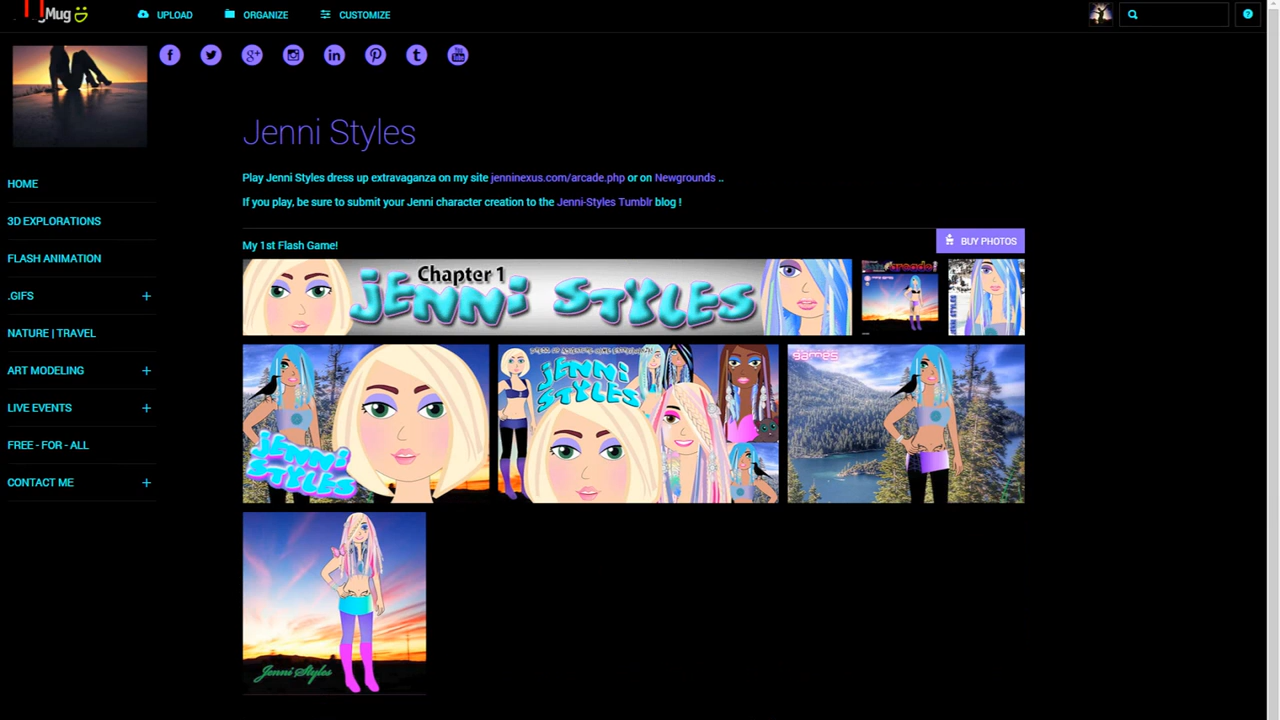 Mug
UPLOAD
ORGANIZE
CUSTOMIZE
Jenni Styles
Play Jenni Styles dress up extravaganza on my site jenninexus.com/arcade.php or on Newgrounds ..
If you play, be sure to submit your Jenni character creation to the Jenni-Styles Tumblr blog !
HOME
3D EXPLORATIONS
FLASH ANIMATION
.GIFS +
NATURE | TRAVEL
ART MODELING +
LIVE EVENTS +
FREE - FOR - ALL
CONTACT ME +
My 1st Flash Game!
BUY PHOTOS
Chapter 1
JENNi STYLES
JENNi STYLES
JENNi
STYLES
JENNi
STYLES
GAMES
Jenni Styles